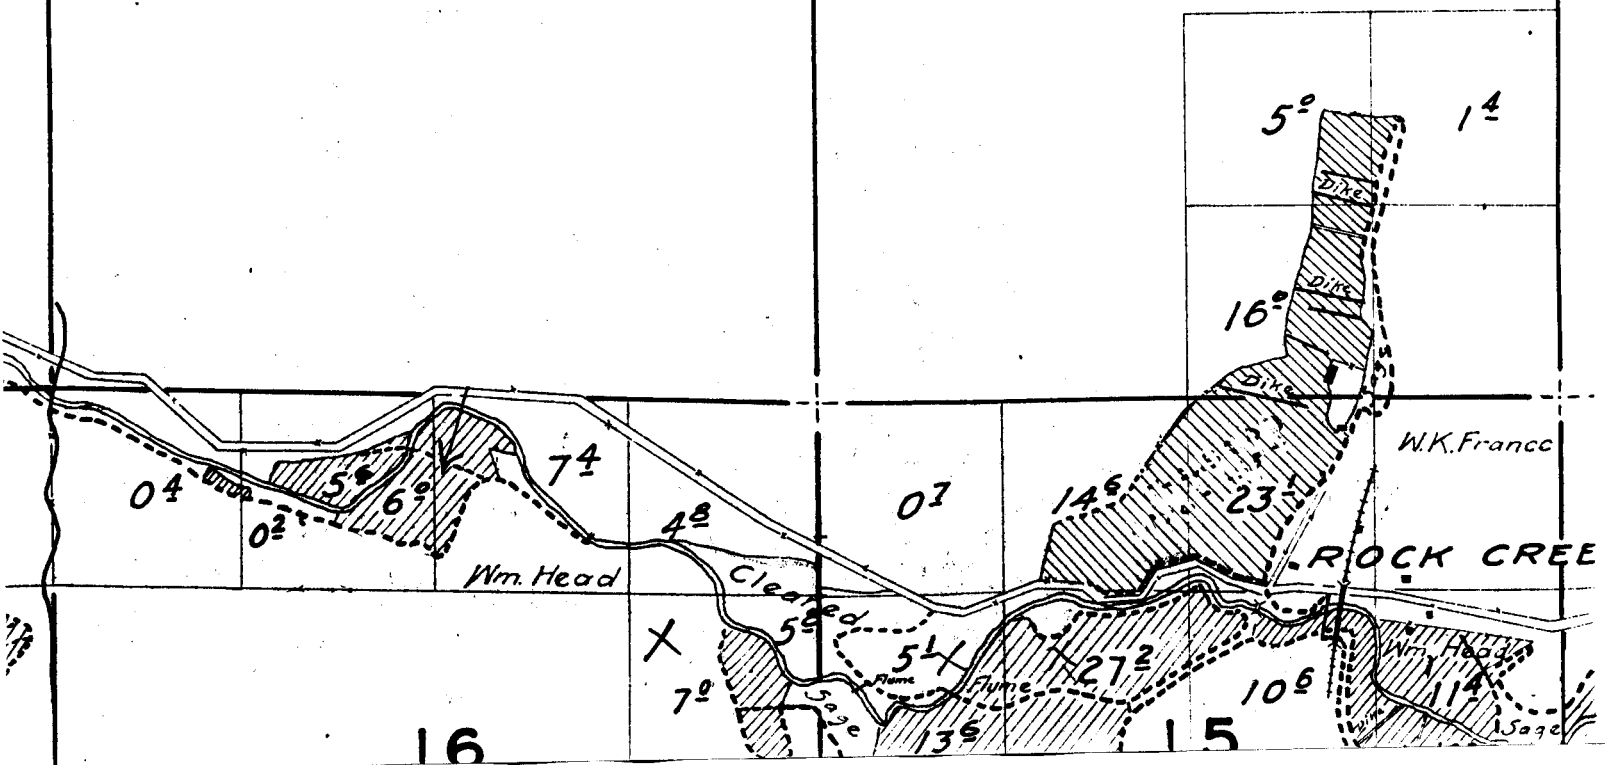 5⁰
1⁴
Dike
Dike
16⁰
Dike
W.K.France
7⁴
0⁴
5⁶
6⁰
0²
4⁸
0⁷
14⁶
23¹
ROCK CREE
Wm. Head
Cleared
5⁸
5¹
27²
Wm. Head
7⁰
Sage
Flume
Flume
10⁶
11⁴
16
13⁶
15
Sage